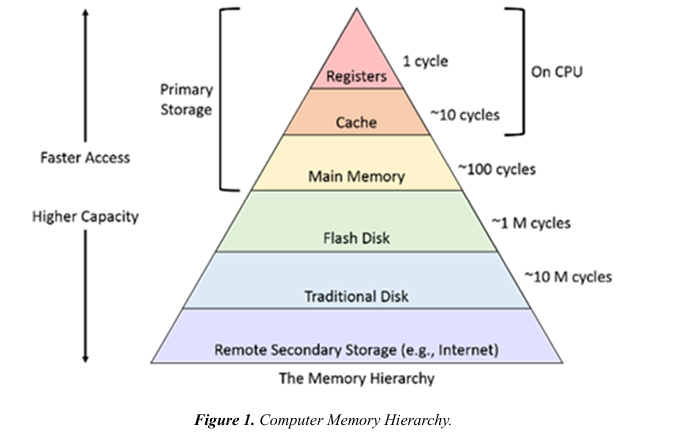 Registers
1 cycle
On CPU
Primary
Storage
Cache
~10 cycles
Faster Access
Main Memory
~100 cycles
Higher Capacity
Flash Disk
~1 M cycles
Traditional Disk
~10 M cycles
Remote Secondary Storage (e.g., Internet)
The Memory Hierarchy
Figure 1. Computer Memory Hierarchy.